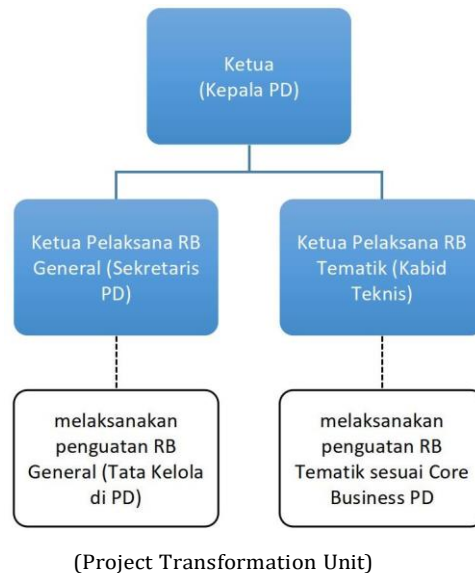 Ketua
(Kepala PD)
Ketua Pelaksana RB
General (Sekretaris
PD)
Ketua Pelaksana RB
Tematik (Kabid
Teknis)
melaksanakan
penguatan RB
General (Tata Kelola
di PD)
melaksanakan
penguatan RB
Tematik sesuai Core
Business PD
(Project Transformation Unit)